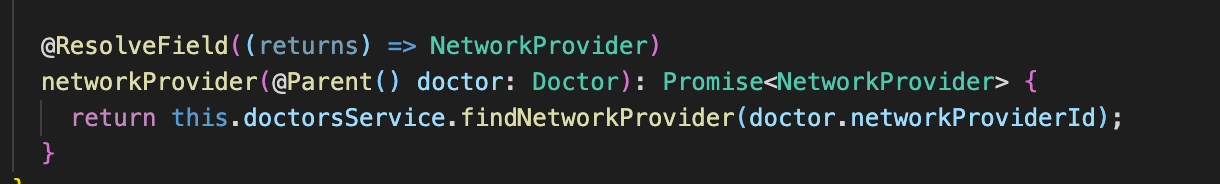 @ResolveField((returns) => NetworkProvider)
networkProvider(@Parent() doctor: Doctor): Promise<NetworkProvider> {
return this.doctorsService.findNetworkProvider(doctor.networkProviderId);
}
}